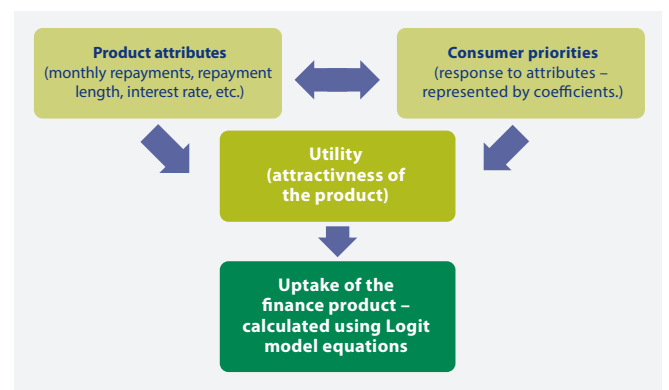 Product attributes
(monthly repayments, repayment
length, interest rate, etc.)
Consumer priorities
(response to attributes –
represented by coefficients.)
Utility
(attractivness of
the product)
Uptake of the
finance product –
calculated using Logit
model equations